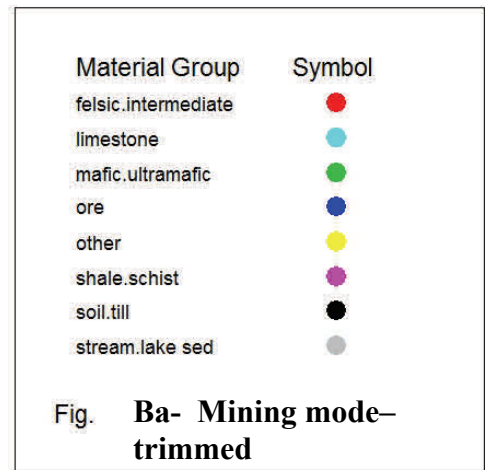 Material Group Symbol
felsic.intermediate
limestone
mafic.ultramafic
ore
other
shale.schist
soil.till
stream.lake sed
Fig. Ba- Mining mode–
trimmed